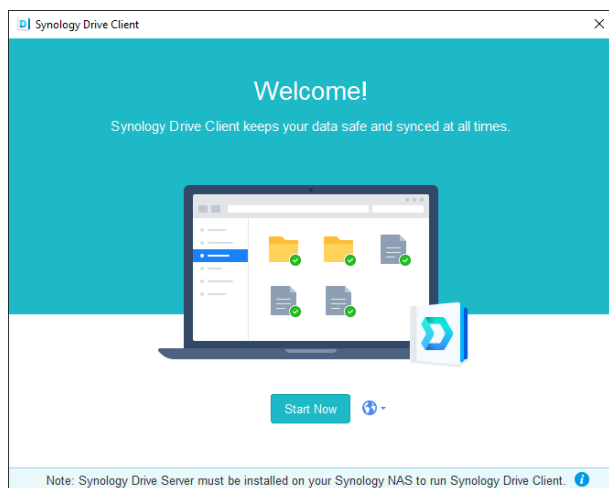 Synology Drive Client
Welcome!
Synology Drive Client keeps your data safe and synced at all times.
Start Now
Note: Synology Drive Server must be installed on your Synology NAS to run Synology Drive Client.